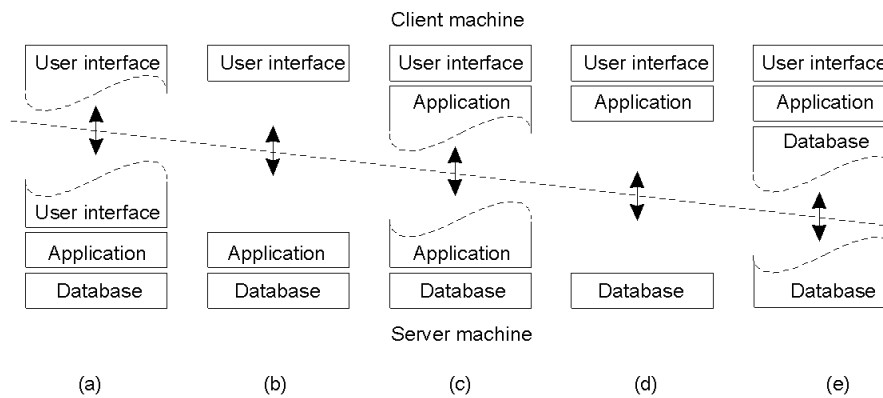 Client machine
User interface
User interface
User interface
User interface
User interface
Application
Application
Application
Database
User interface
Application
Application
Application
Database
Database
Database
Database
Database
Server machine
(a)
(b)
(c)
(d)
(e)